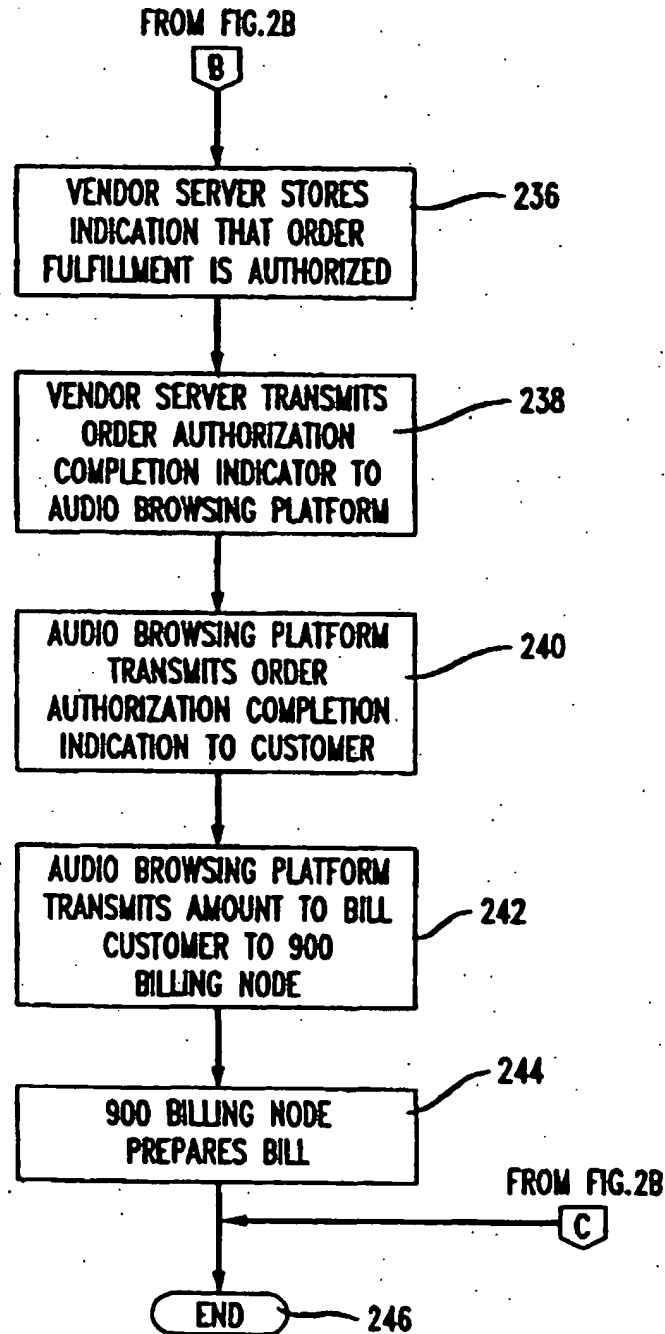 FROM FIG.2B
B
VENDOR SERVER STORES
INDICATION THAT ORDER
FULFILLMENT IS AUTHORIZED
236
VENDOR SERVER TRANSMITS
ORDER AUTHORIZATION
COMPLETION INDICATOR TO
AUDIO BROWSING PLATFORM
238
AUDIO BROWSING PLATFORM
TRANSMITS ORDER
AUTHORIZATION COMPLETION
INDICATION TO CUSTOMER
240
AUDIO BROWSING PLATFORM
TRANSMITS AMOUNT TO BILL
CUSTOMER TO 900
BILLING NODE
242
900 BILLING NODE
PREPARES BILL
244
FROM FIG.2B
C
END
246